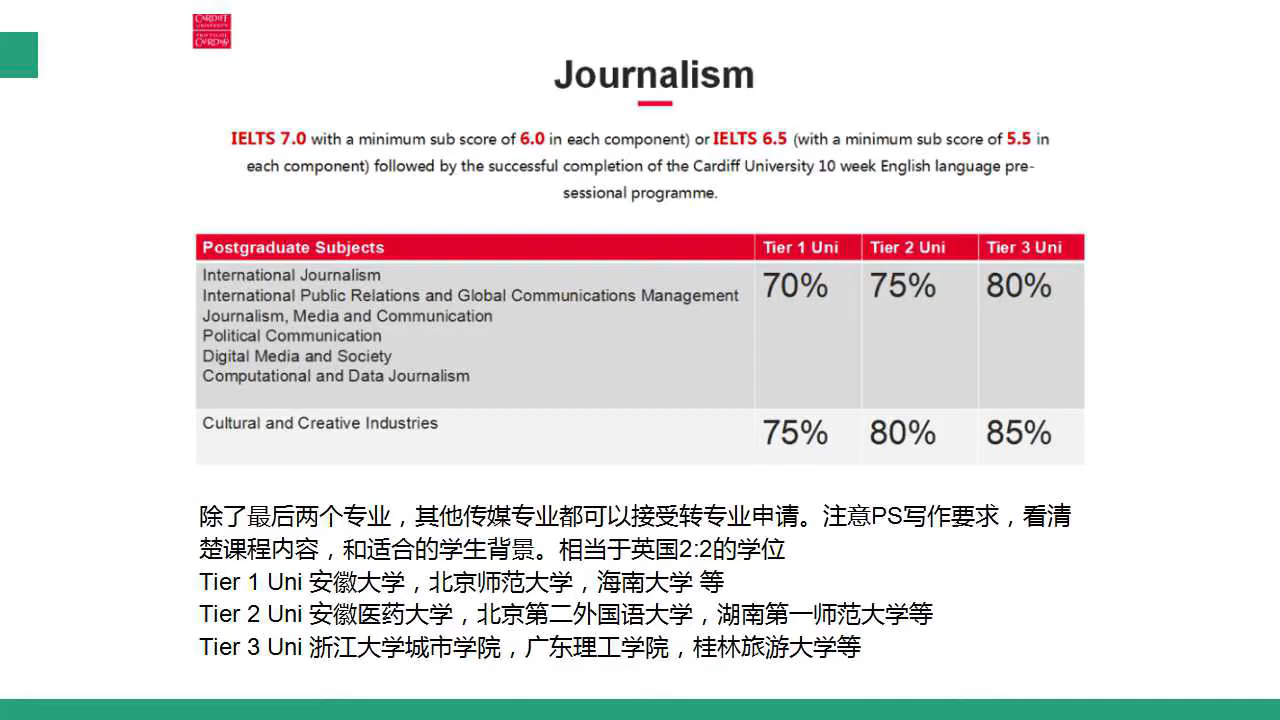 CARDIFF
UNIVERSITY
PRIFYSGOL
CAERDYDD
Journalism
IELTS 7.0 with a minimum sub score of 6.0 in each component) or IELTS 6.5 (with a minimum sub score of 5.5 in
each component) followed by the successful completion of the Cardiff University 10 week English language pre-
sessional programme.
Postgraduate Subjects Tier 1 Uni Tier 2 Uni Tier 3 Uni
International Journalism 70% 75% 80%
International Public Relations and Global Communications Management
Journalism, Media and Communication
Political Communication
Digital Media and Society
Computational and Data Journalism
Cultural and Creative Industries 75% 80% 85%
除了最后两个专业，其他传媒专业都可以接受转专业申请。注意PS写作要求，看清
楚课程内容，和适合的学生背景。相当于英国2:2的学位
Tier 1 Uni 安徽大学，北京师范大学，海南大学 等
Tier 2 Uni 安徽医药大学，北京第二外国语大学，湖南第一师范大学等
Tier 3 Uni 浙江大学城市学院，广东理工学院，桂林旅游大学等